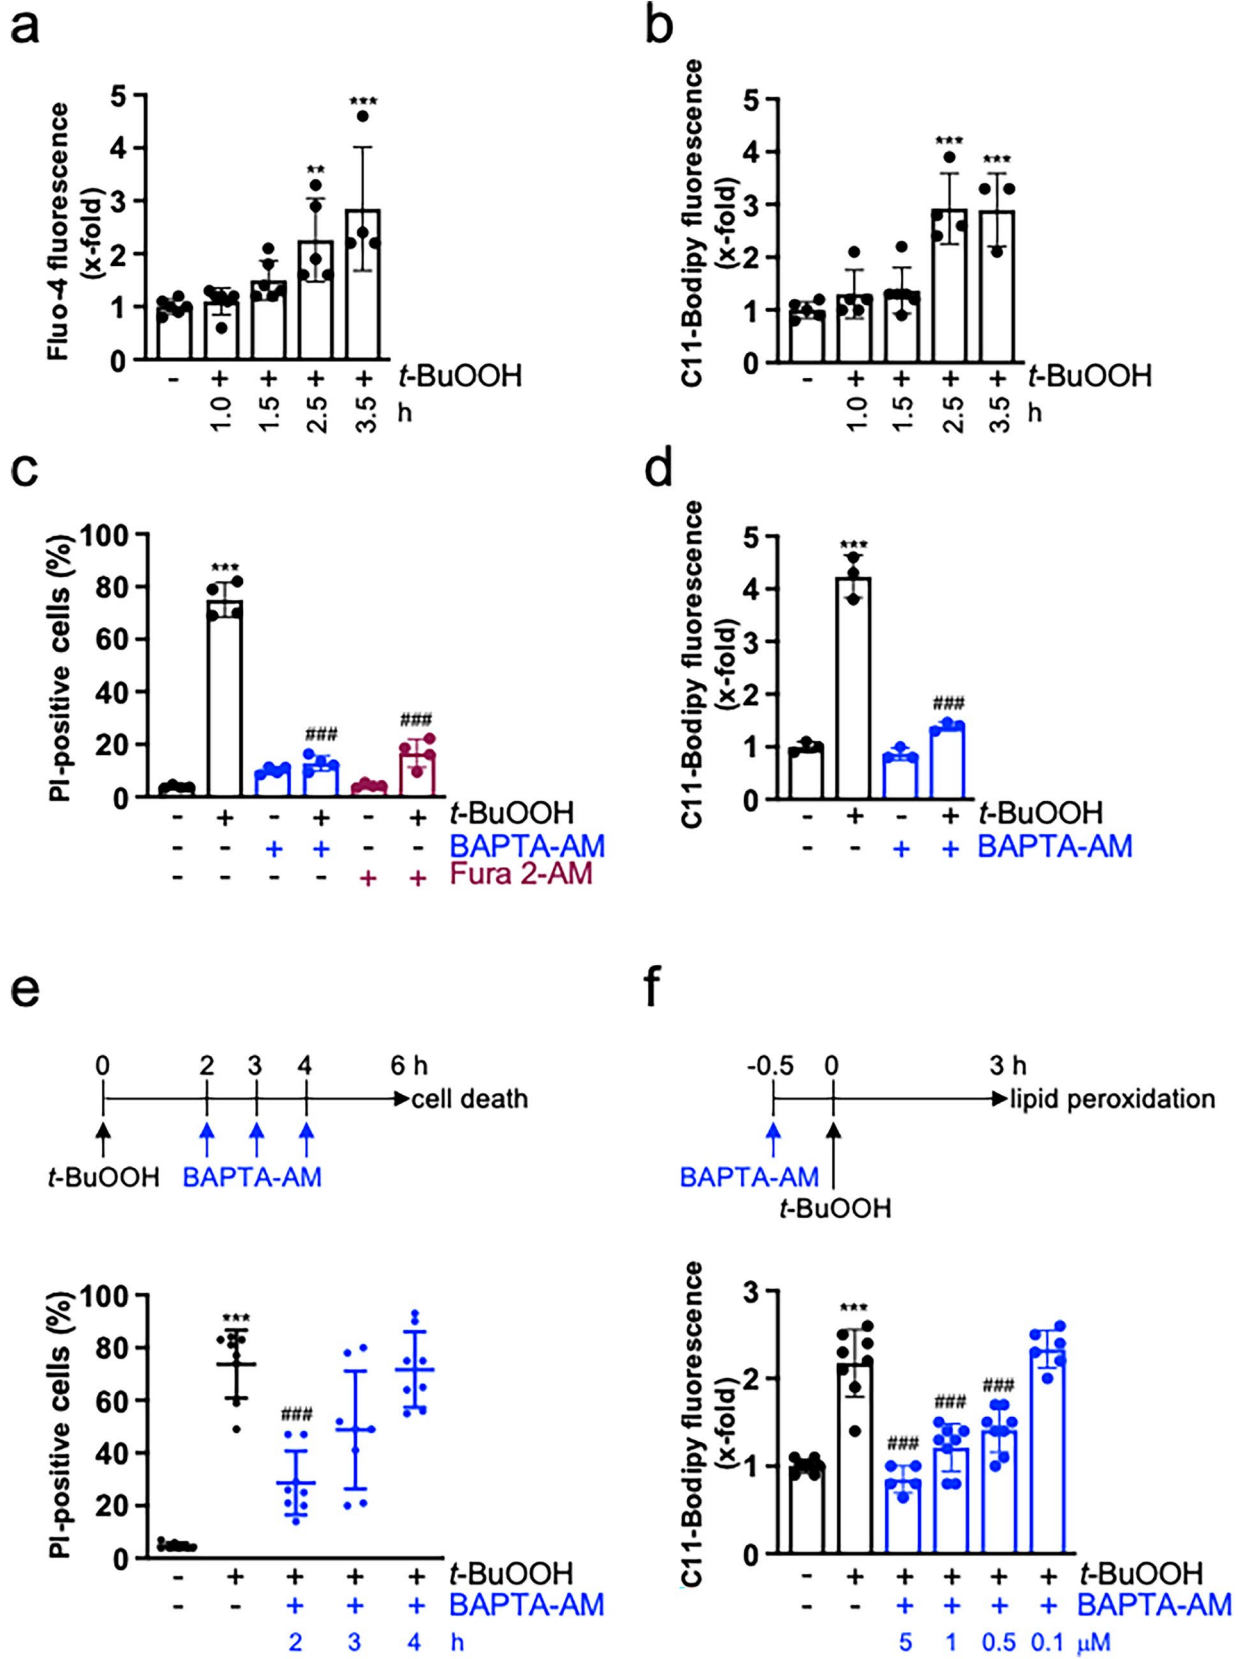 a
Fluo-4 fluorescence
(x-fold)
5
4
3
2
1
0
** ***
- + + + + t-BuOOH
1.0 1.5 2.5 3.5 h
b
C11-Bodipy fluorescence
(x-fold)
5
4
3
2
1
0
*** ***
- + + + + t-BuOOH
1.0 1.5 2.5 3.5 h
c
PI-positive cells (%)
100
80
60
40
20
0
*** ### ###
- + - + - + t-BuOOH
- - + + - - BAPTA-AM
- - - - + + Fura 2-AM
d
C11-Bodipy fluorescence
(x-fold)
5
4
3
2
1
0
*** ###
- + - + t-BuOOH
- - + + BAPTA-AM
e
0 2 3 4 6 h
cell death
t-BuOOH BAPTA-AM
PI-positive cells (%)
100
80
60
40
20
0
*** ###
- + + + + t-BuOOH
- - + + + BAPTA-AM
2 3 4 h
f
-0.5 0 3 h
lipid peroxidation
BAPTA-AM
t-BuOOH
C11-Bodipy fluorescence
(x-fold)
3
2
1
0
*** ### ### ###
- + + + + + t-BuOOH
- - + + + + BAPTA-AM
5 1 0.5 0.1 µM